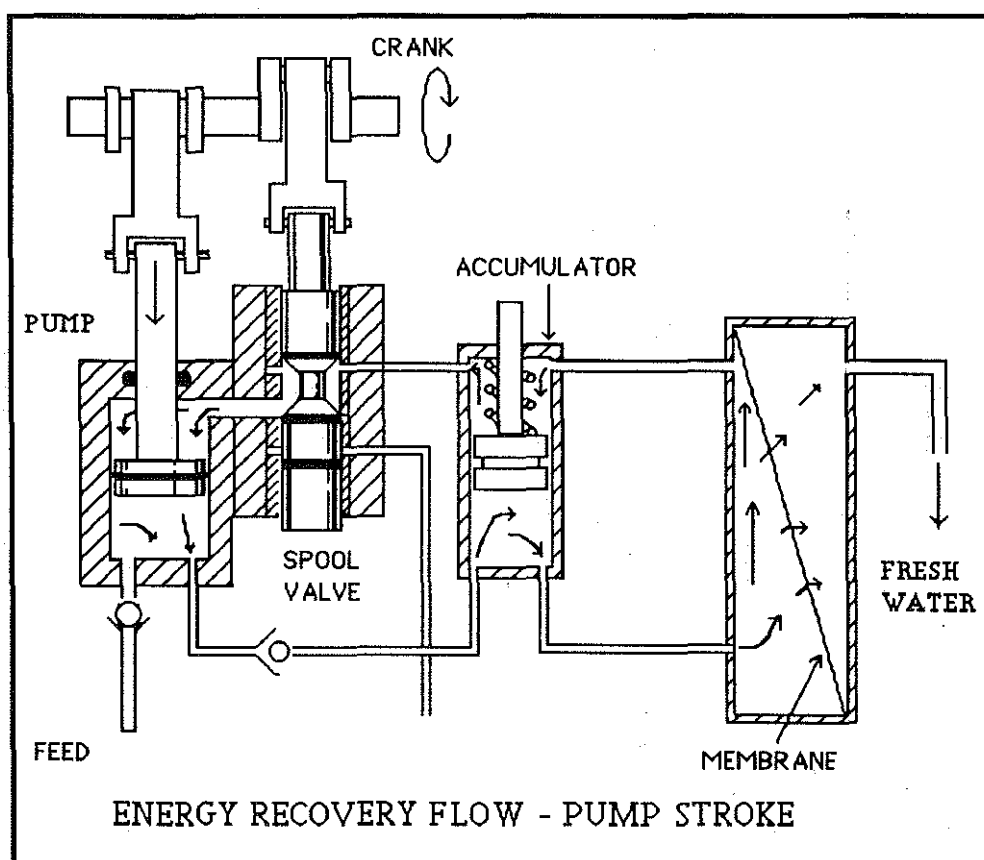 CRANK
ACCUMULATOR
PUMP
SPOOL
VALVE
FRESH
WATER
FEED
MEMBRANE
ENERGY RECOVERY FLOW - PUMP STROKE